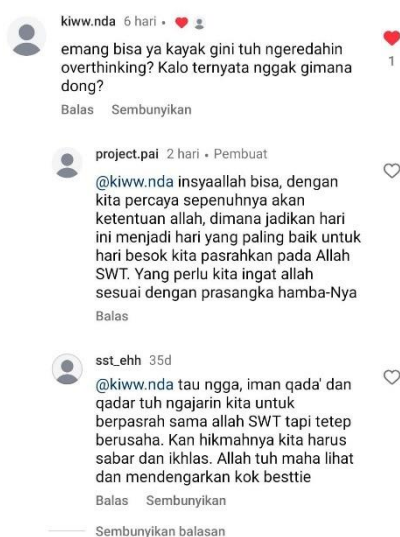 kiww.nda 6 hari •
emang bisa ya kayak gini tuh ngeredahin
overthinking? Kalo ternyata nggak gimana
dong?
1
Balas Sembunyikan
project.pai 2 hari • Pembuat
@kiww.nda insyaallah bisa, dengan
kita percaya sepenuhnya akan
ketentuan allah, dimana jadikan hari
ini menjadi hari yang paling baik untuk
hari besok kita pasrahkan pada Allah
SWT. Yang perlu kita ingat allah
sesuai dengan prasangka hamba-Nya
Balas
sst_ehh 35d
@kiww.nda tau ngga, iman qada' dan
qadar tuh ngajarin kita untuk
berpasrah sama allah SWT tapi tetep
berusaha. Kan hikmahnya kita harus
sabar dan ikhlas. Allah tuh maha lihat
dan mendengarkan kok besttie
Balas Sembunyikan
Sembunyikan balasan